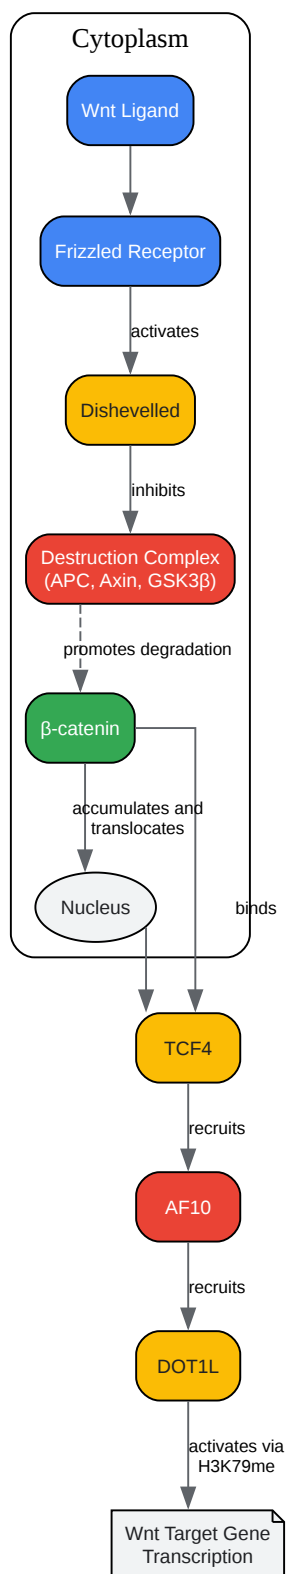 Cytoplasm
Wnt Ligand
Frizzled Receptor
activates
Dishevelled
inhibits
Destruction Complex
(APC, Axin, GSK3β)
promotes degradation
β-catenin
accumulates and
translocates
Nucleus
binds
TCF4
recruits
AF10
recruits
DOT1L
activates via
H3K79me
Wnt Target Gene
Transcription